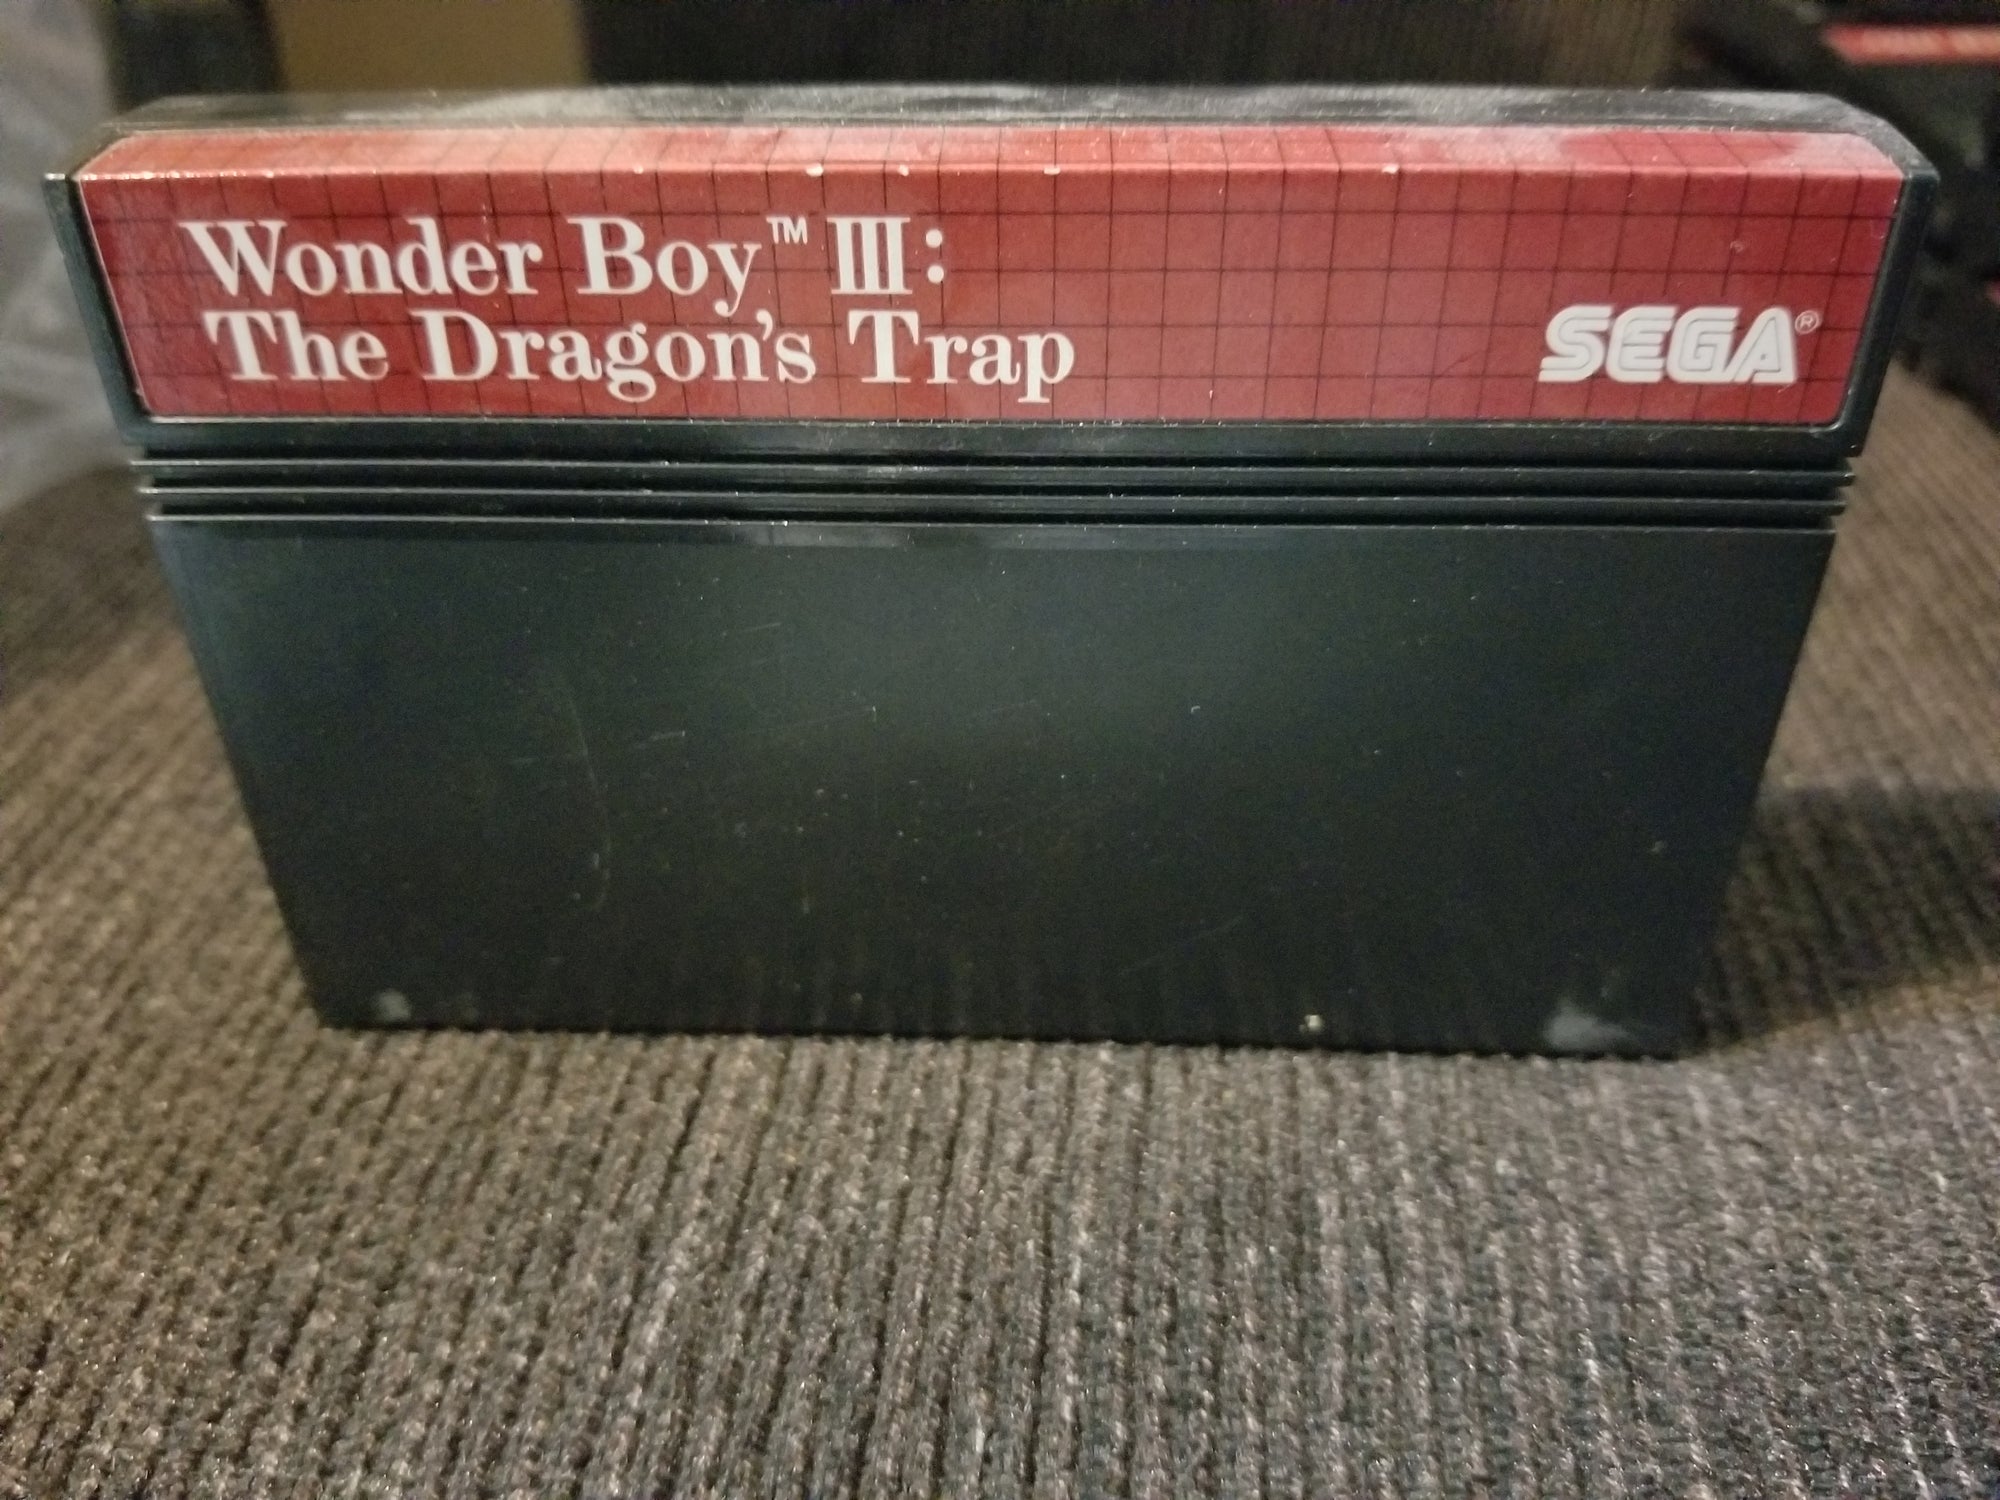 Wonder Boy™ III:
The Dragon's Trap
SEGA®